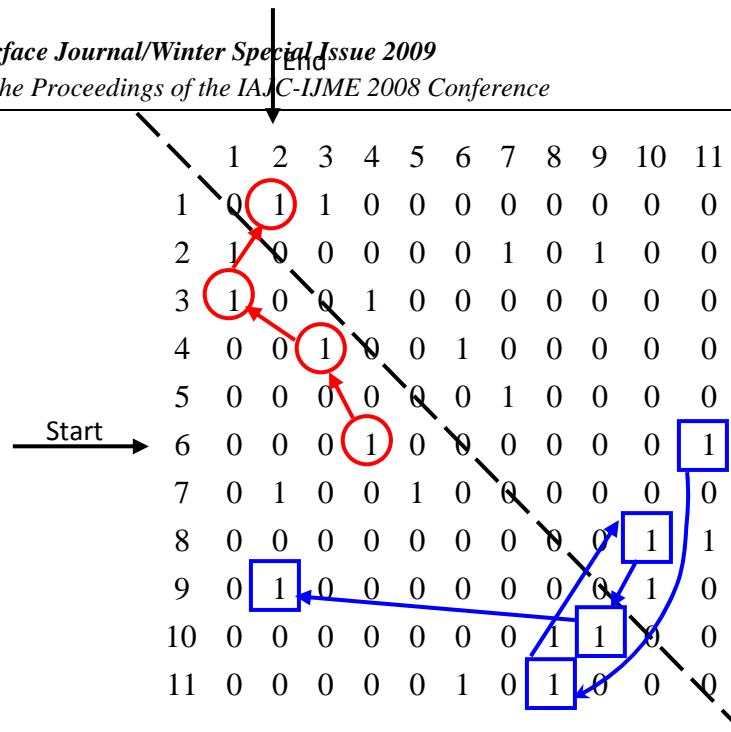 rface Journal/Winter Special Issue 2009
End
he Proceedings of the IAJC-IJME 2008 Conference
1 2 3 4 5 6 7 8 9 10 11
1 0 1 1 0 0 0 0 0 0 0 0
2 1 0 0 0 0 0 1 0 1 0 0
3 1 0 0 1 0 0 0 0 0 0 0
4 0 0 1 0 0 1 0 0 0 0 0
5 0 0 0 0 0 0 1 0 0 0 0
Start 6 0 0 0 1 0 0 0 0 0 0 1
7 0 1 0 0 1 0 0 0 0 0 0
8 0 0 0 0 0 0 0 0 0 1 1
9 0 1 0 0 0 0 0 0 0 1 0
10 0 0 0 0 0 0 0 1 1 0 0
11 0 0 0 0 0 1 0 1 0 0 0